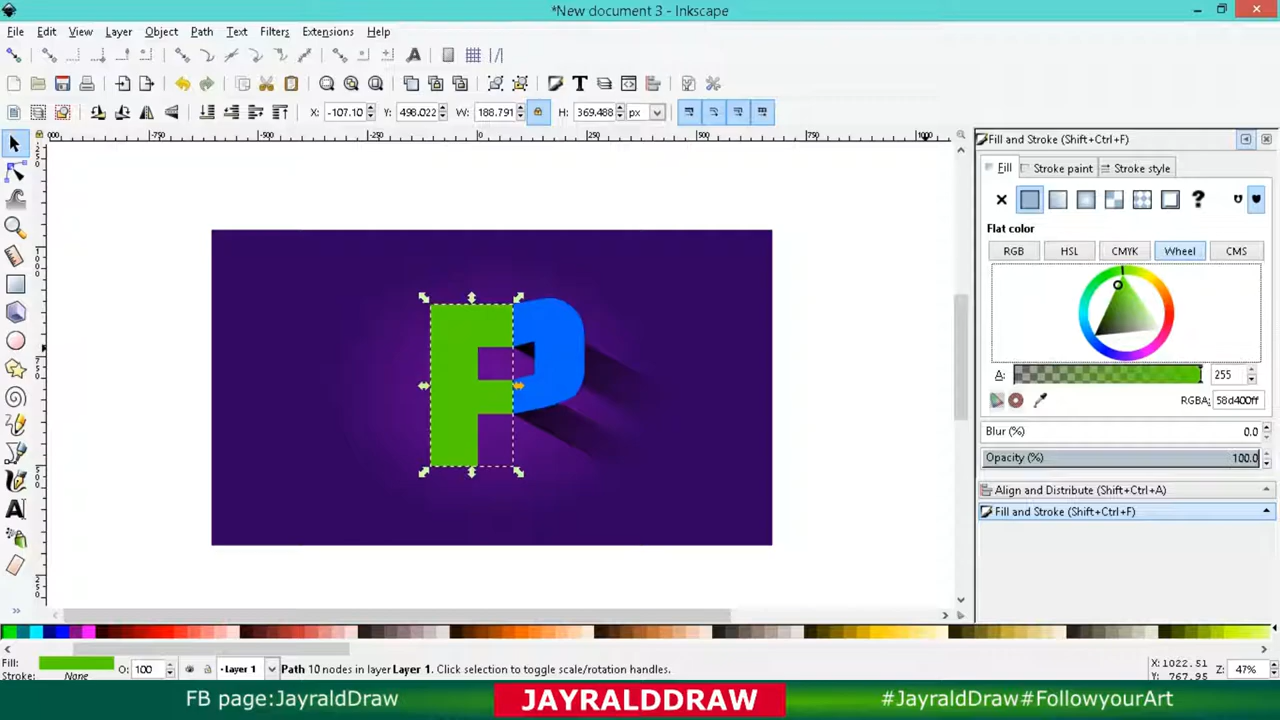 *New document 3 - Inkscape
File Edit View Layer Object Path Text Filters Extensions Help
X: -107.10 Y: 498.022 W: 188.791 H: 369.488 px
Fill and Stroke (Shift+Ctrl+F)
Fill Stroke paint Stroke style
Flat color
RGB HSL CMYK Wheel CMS
A: 255
RGBA: 58d400ff
Blur (%) 0.0
Opacity (%) 100.0
Align and Distribute (Shift+Ctrl+A)
Fill and Stroke (Shift+Ctrl+F)
FP
Fill: O: 100 Layer 1 Path 10 nodes in layer Layer 1. Click selection to toggle scale/rotation handles. X: 1022.51 Z: 47%
Stroke: None Y: 767.95
FB page:JayraldDraw JAYRALDDRAW #JayraldDraw#FollowyourArt